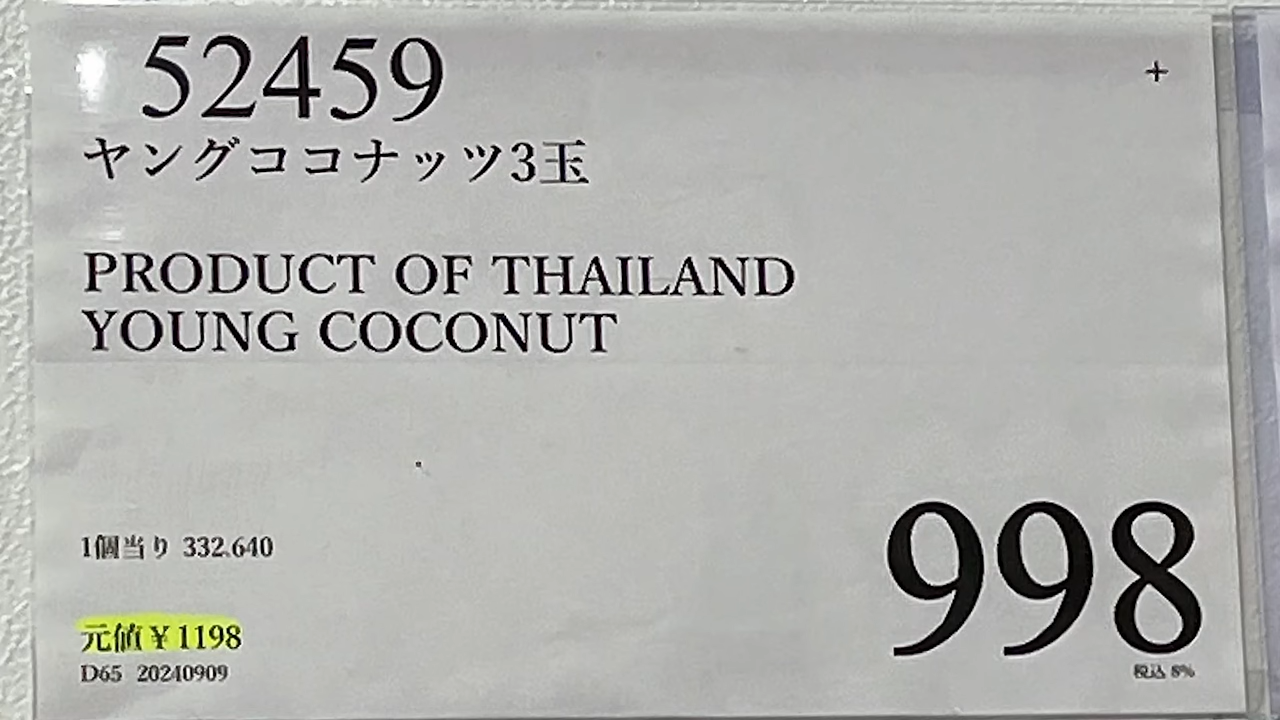 52459
+
ヤングココナッツ3玉
PRODUCT OF THAILAND
YOUNG COCONUT
1個当り 332.640
998
元値¥1198
D65 20240909
税込 8%